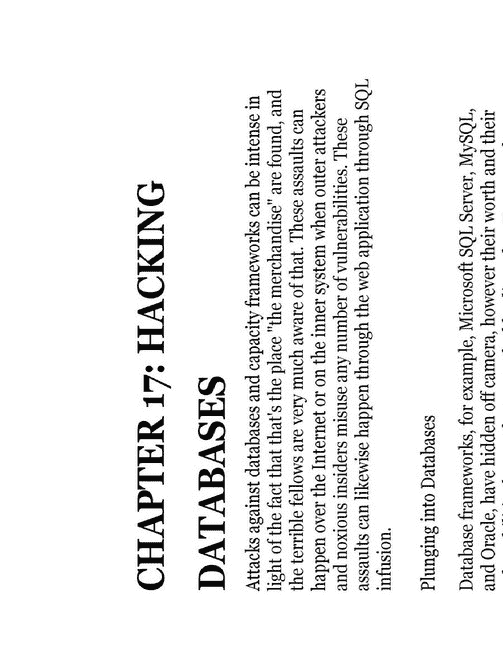 CHAPTER 17: HACKING
DATABASES
Attacks against databases and capacity frameworks can be intense in
light of the fact that that's the place "the merchandise" are found, and
the terrible fellows are very much aware of that. These assaults can
happen over the Internet or on the inner system when outer attackers
and noxious insiders misuse any number of vulnerabilities. These
assaults can likewise happen through the web application through SQL
infusion.
Plunging into Databases
Database frameworks, for example, Microsoft SQL Server, MySQL,
and Oracle, have hidden off camera, however their worth and their